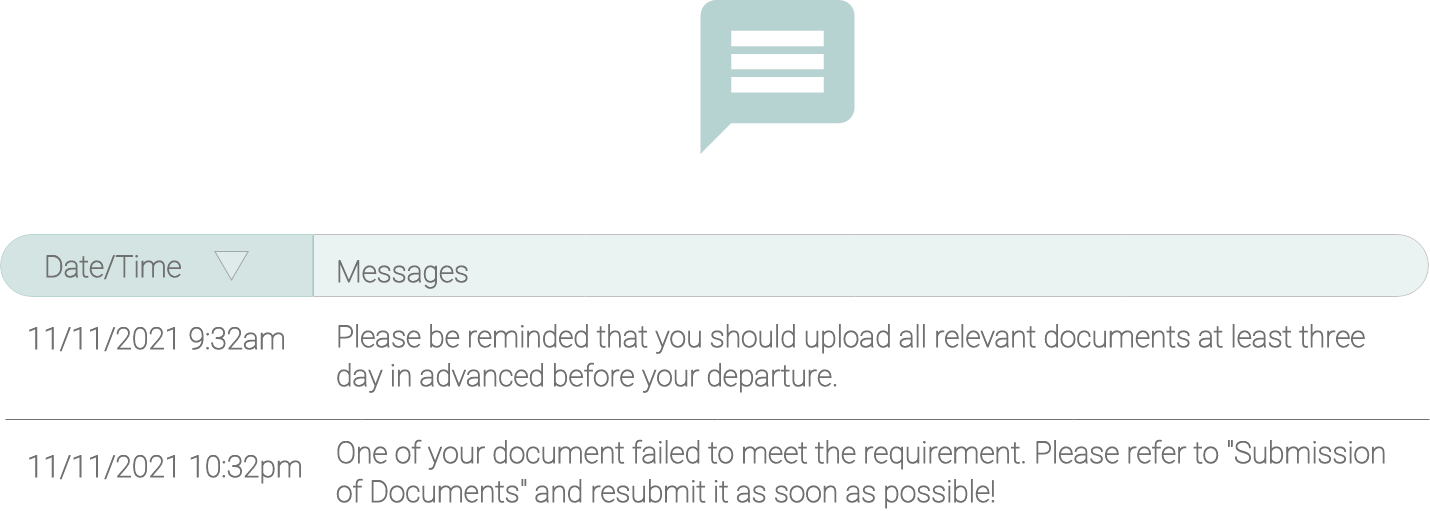 Date/Time
Messages
11/11/2021 9:32am
Please be reminded that you should upload all relevant documents at least three
day in advanced before your departure.
11/11/2021 10:32pm
One of your document failed to meet the requirement. Please refer to "Submission
of Documents" and resubmit it as soon as possible!